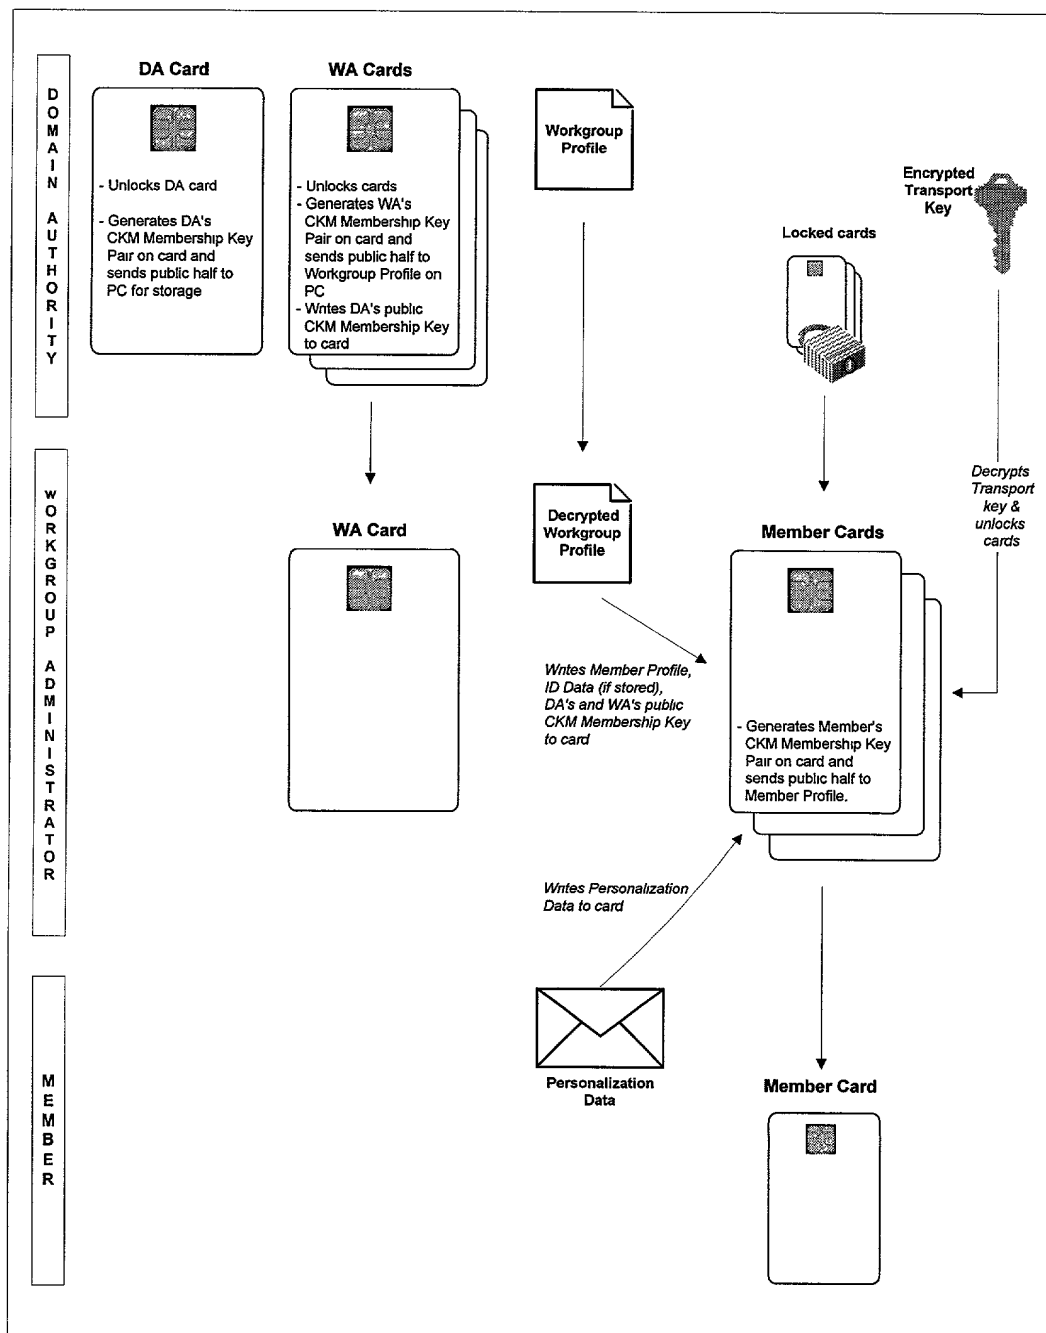 DOMAIN AUTHORITY
DA Card
- Unlocks DA card
- Generates DA's
CKM Membership Key
Pair on card and
sends public half to
PC for storage
WA Cards
- Unlocks cards
- Generates WA's
CKM Membership Key
Pair on card and
sends public half to
Workgroup Profile on
PC
- Writes DA's public
CKM Membership Key
to card
Workgroup
Profile
Locked cards
Encrypted
Transport
Key
WORKGROUP ADMINISTRATOR
WA Card
Decrypted
Workgroup
Profile
Decrypts
Transport
key &
unlocks
cards
Member Cards
- Generates Member's
CKM Membership Key
Pair on card and
sends public half to
Member Profile.
Writes Member Profile,
ID Data (if stored),
DA's and WA's public
CKM Membership Key
to card
Writes Personalization
Data to card
MEMBER
Personalization
Data
Member Card